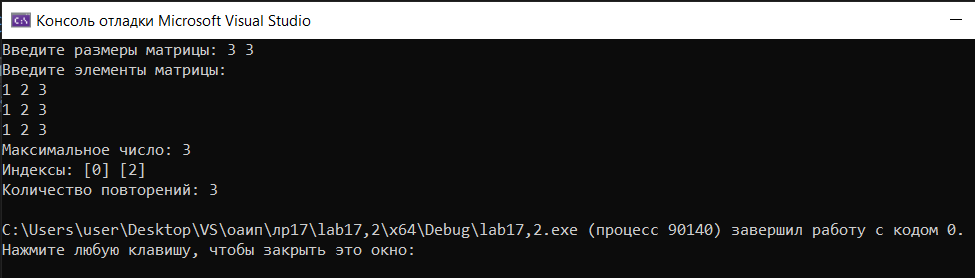 Консоль отладки Microsoft Visual Studio
Введите размеры матрицы: 3 3
Введите элементы матрицы:
1 2 3
1 2 3
1 2 3
Максимальное число: 3
Индексы: [0] [2]
Количество повторений: 3
C:\Users\user\Desktop\VS\оаип\лр17\lab17,2\x64\Debug\lab17,2.exe (процесс 90140) завершил работу с кодом 0.
Нажмите любую клавишу, чтобы закрыть это окно: